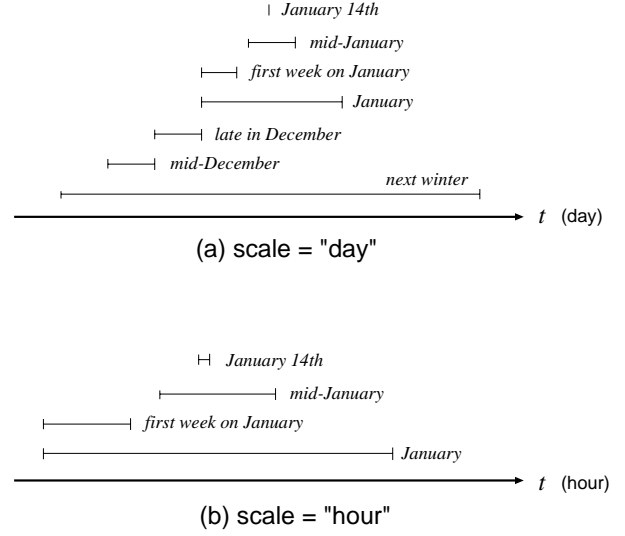 January 14th
mid-January
first week on January
January
late in December
mid-December
next winter
t (day)
(a) scale = "day"
January 14th
mid-January
first week on January
January
t (hour)
(b) scale = "hour"